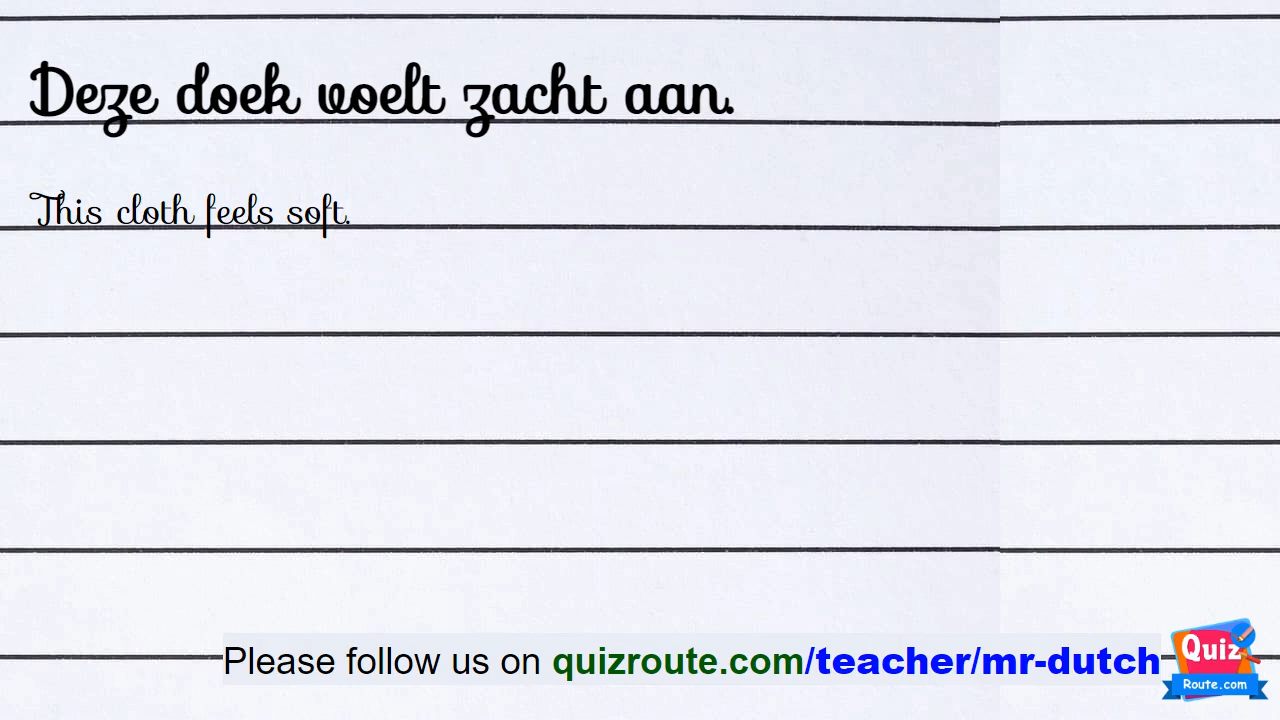 Deze doek voelt zacht aan.
This cloth feels soft.
Please follow us on quizroute.com/teacher/mr-dutch
Quiz
Route.com